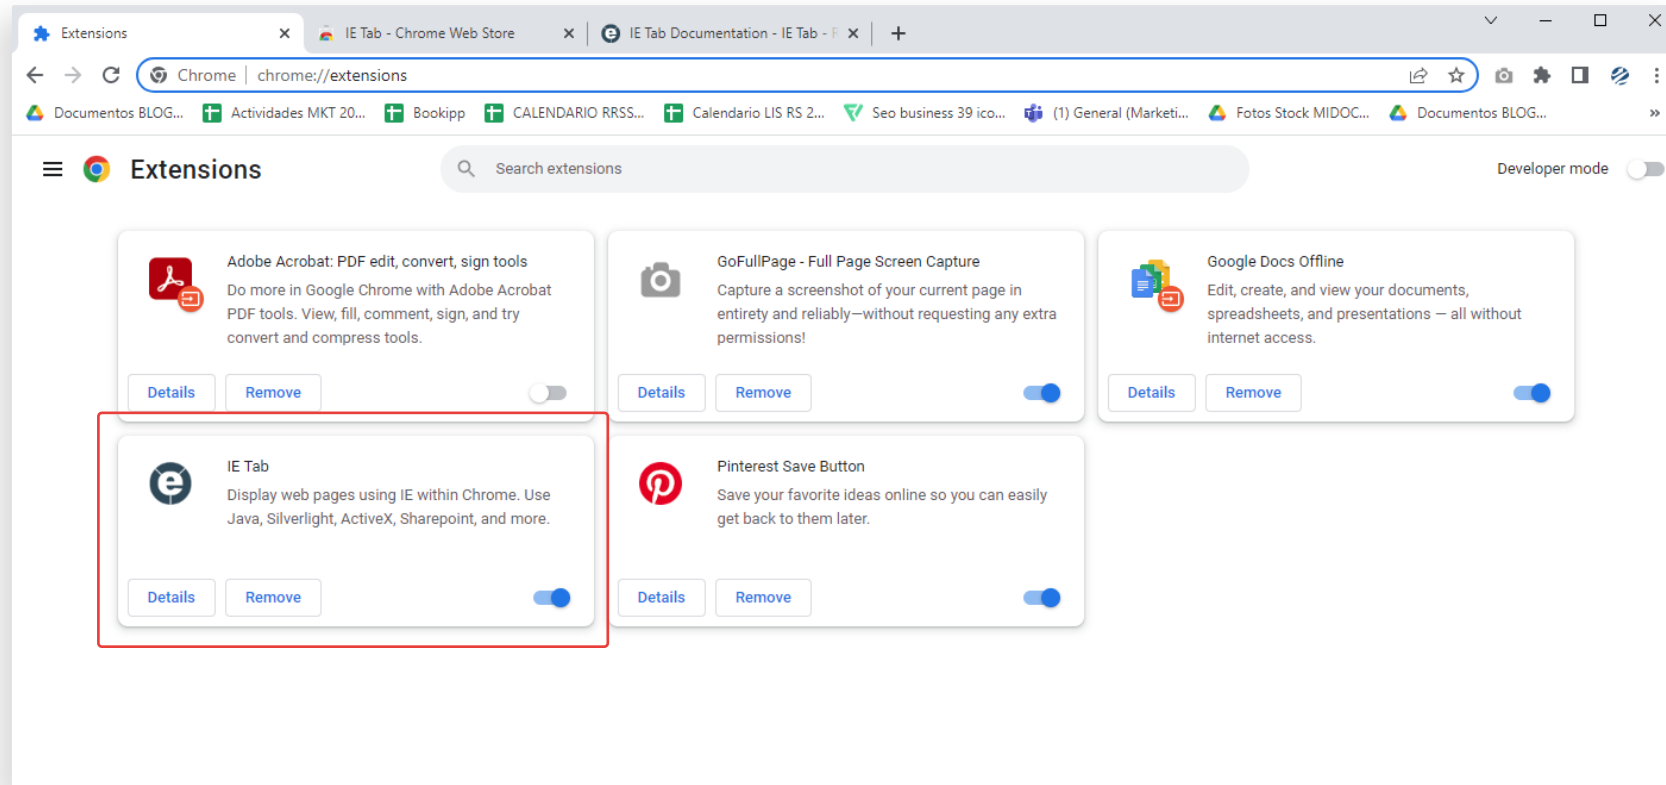 Extensions
IE Tab - Chrome Web Store
IE Tab Documentation - IE Tab -
Chrome
chrome://extensions
Documentos BLOG...
Actividades MKT 20...
Bookipp
CALENDARIO RRSS...
Calendario LIS RS 2...
Seo business 39 ico...
(1) General (Marketi...
Fotos Stock MIDOC...
Documentos BLOG...
»
Extensions
Search extensions
Developer mode
Adobe Acrobat: PDF edit, convert, sign tools
Do more in Google Chrome with Adobe Acrobat
PDF tools. View, fill, comment, sign, and try
convert and compress tools.
Details
Remove
GoFullPage - Full Page Screen Capture
Capture a screenshot of your current page in
entirety and reliably—without requesting any extra
permissions!
Details
Remove
Google Docs Offline
Edit, create, and view your documents,
spreadsheets, and presentations — all without
internet access.
Details
Remove
IE Tab
Display web pages using IE within Chrome. Use
Java, Silverlight, ActiveX, Sharepoint, and more.
Details
Remove
Pinterest Save Button
Save your favorite ideas online so you can easily
get back to them later.
Details
Remove